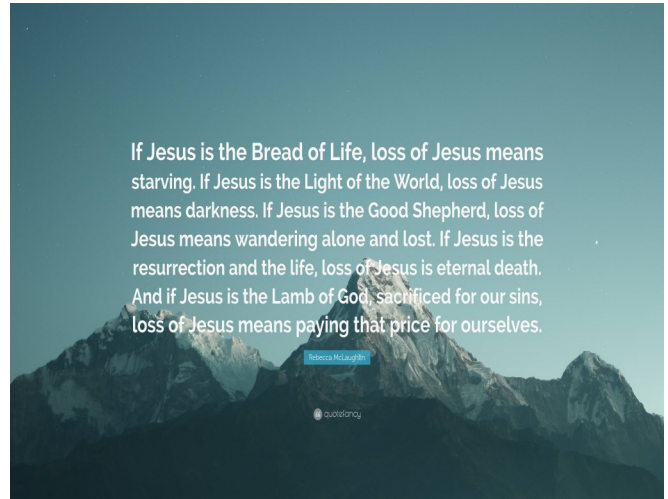 If Jesus is the Bread of Life, loss of Jesus means
starving. If Jesus is the Light of the World, loss of Jesus
means darkness. If Jesus is the Good Shepherd, loss of
Jesus means wandering alone and lost. If Jesus is the
resurrection and the life, loss of Jesus is eternal death.
And if Jesus is the Lamb of God, sacrificed for our sins,
loss of Jesus means paying that price for ourselves.
Rebecca McLaughlin
quotefancy